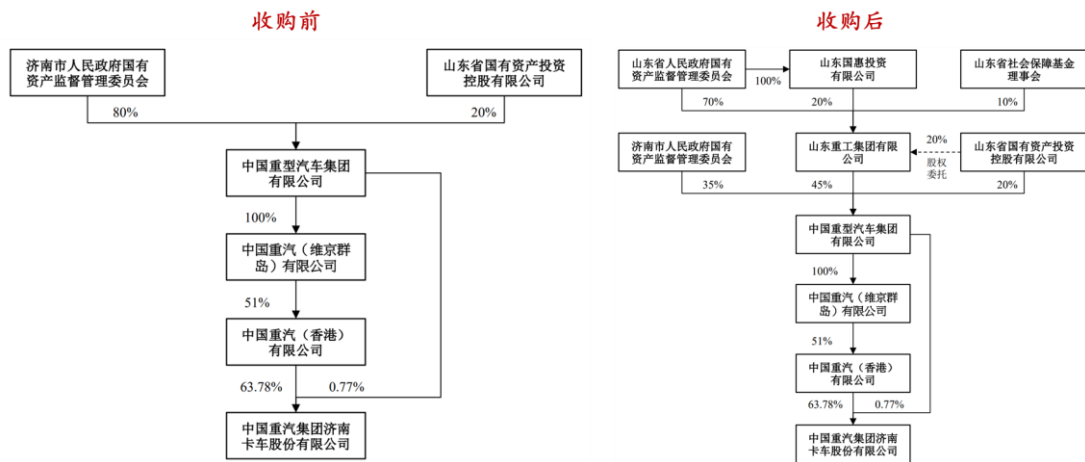 收购前
济南市人民政府国有
资产监督管理委员会
山东省国有资产投资
控股有限公司
80%
20%
中国重型汽车集团
有限公司
100%
中国重汽（维京群
岛）有限公司
51%
中国重汽（香港）
有限公司
63.78%
0.77%
中国重汽集团济南
卡车股份有限公司
收购后
山东省人民政府国有
资产监督管理委员会
100%
山东国惠投资
有限公司
山东省社会保障基金
理事会
70%
20%
10%
济南市人民政府国有
资产监督管理委员会
山东重工集团有限公
司
20%
股权
委托
山东省国有资产投资
控股有限公司
35%
45%
20%
中国重型汽车集团
有限公司
100%
中国重汽（维京群
岛）有限公司
51%
中国重汽（香港）
有限公司
63.78%
0.77%
中国重汽集团济南
卡车股份有限公司